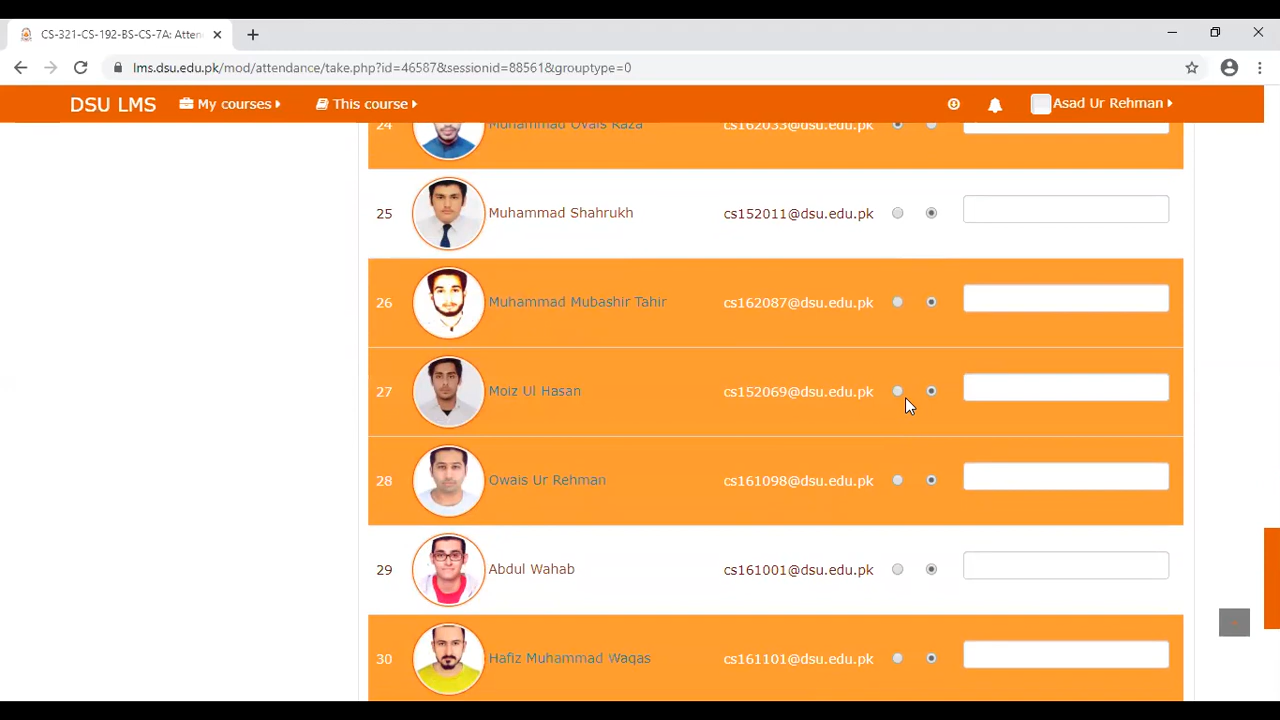 CS-321-CS-192-BS-CS-7A: Atten
lms.dsu.edu.pk/mod/attendance/take.php?id=46587&sessionid=88561&grouptype=0
DSU LMS My courses This course Asad Ur Rehman
24 Muhammad Ovais Raza cs162033@dsu.edu.pk
25 Muhammad Shahrukh cs152011@dsu.edu.pk
26 Muhammad Mubashir Tahir cs162087@dsu.edu.pk
27 Moiz Ul Hasan cs152069@dsu.edu.pk
28 Owais Ur Rehman cs161098@dsu.edu.pk
29 Abdul Wahab cs161001@dsu.edu.pk
30 Hafiz Muhammad Waqas cs161101@dsu.edu.pk